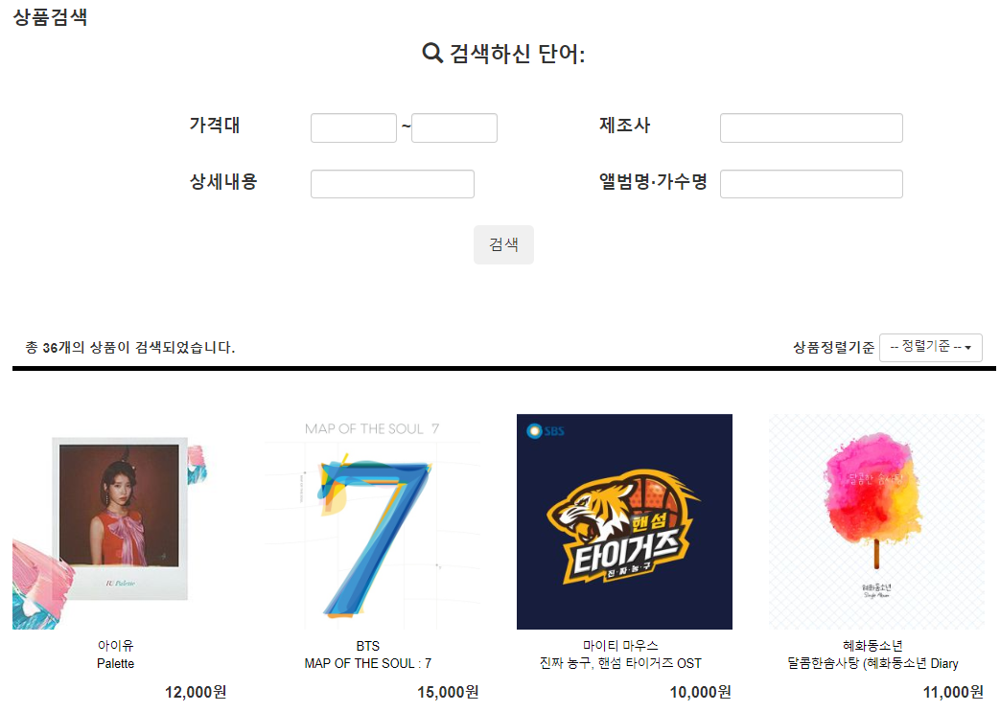 상품검색
검색하신 단어:
가격대 ~ 제조사
상세내용 앨범명·가수명
검색
총 36개의 상품이 검색되었습니다. 상품정렬기준 -- 정렬기준 --
MAP OF THE SOUL 7
SBS
핸섬
타이거즈
진·짜·농·구
달콤한 솜사탕
IU Palette
혜화동소년
Single Album
아이유
Palette
12,000원
BTS
MAP OF THE SOUL : 7
15,000원
마이티 마우스
진짜 농구, 핸섬 타이거즈 OST
10,000원
혜화동소년
달콤한솜사탕 (혜화동소년 Diary
11,000원